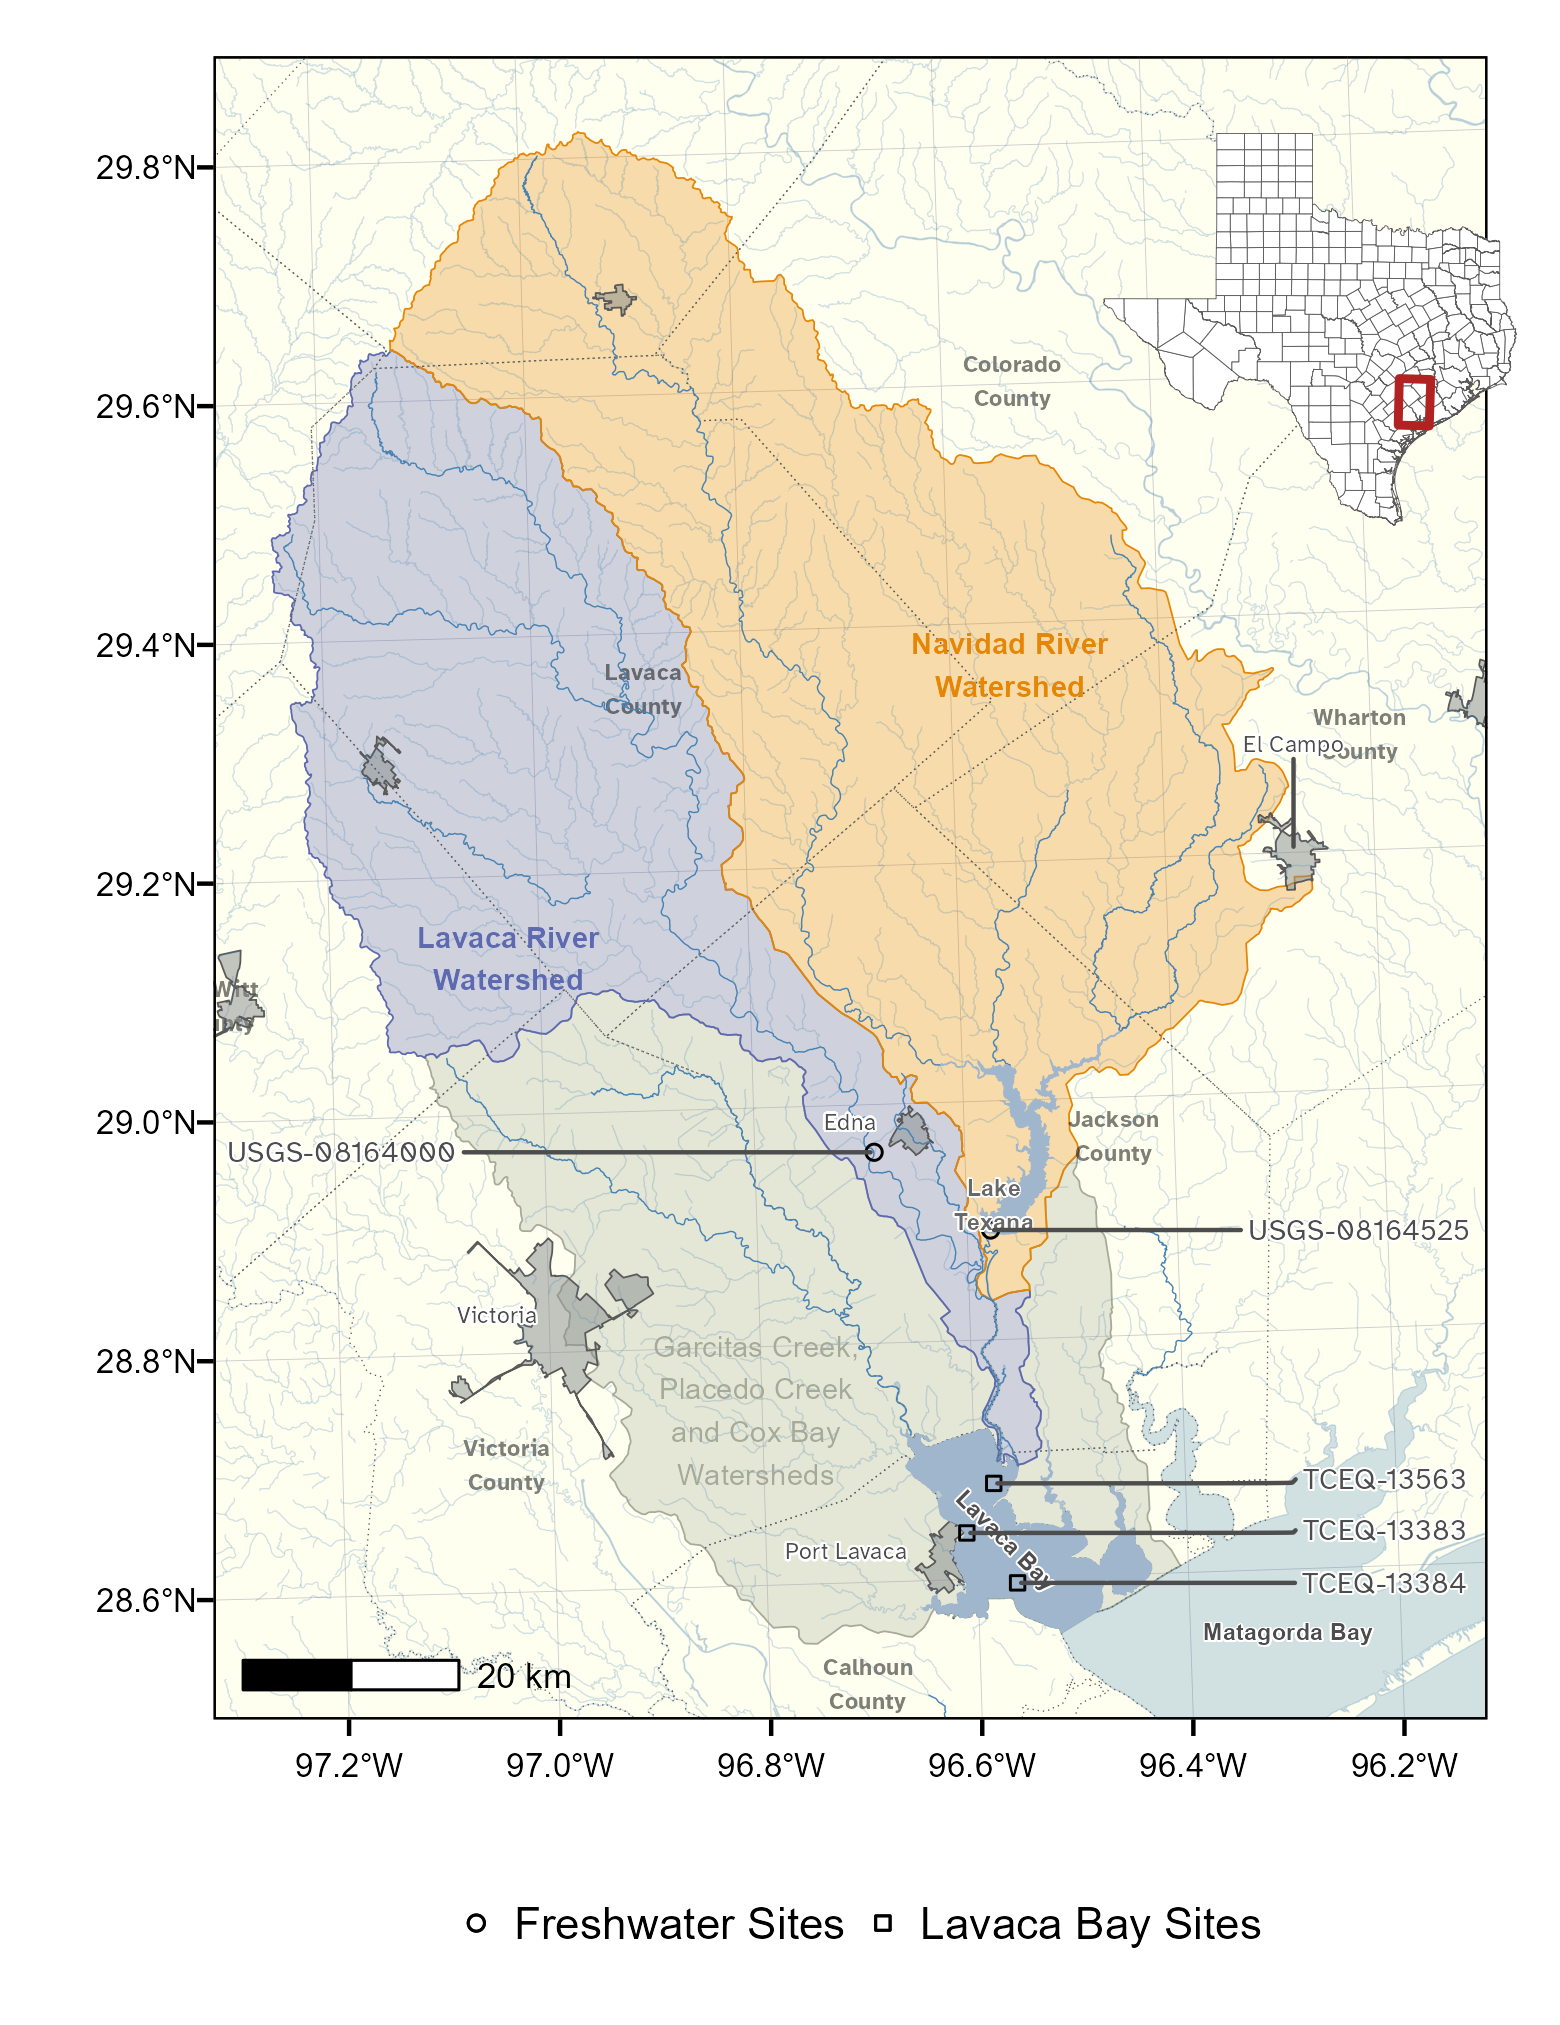 29.8°N
29.6°N
29.4°N
29.2°N
29.0°N
28.8°N
28.6°N
Colorado
County
Navidad River
Watershed
Lavaca
County
Wharton
County
El Campo
Lavaca River
Watershed
Witt
Edna
Jackson
County
USGS-08164000
Lake
Texana
USGS-08164525
Victoria
Garcitas Creek,
Placedo Creek
and Cox Bay
Watersheds
Victoria
County
TCEQ-13563
Lavaca Bay
TCEQ-13383
Port Lavaca
TCEQ-13384
Matagorda Bay
Calhoun
County
20 km
97.2°W
97.0°W
96.8°W
96.6°W
96.4°W
96.2°W
Freshwater Sites
Lavaca Bay Sites